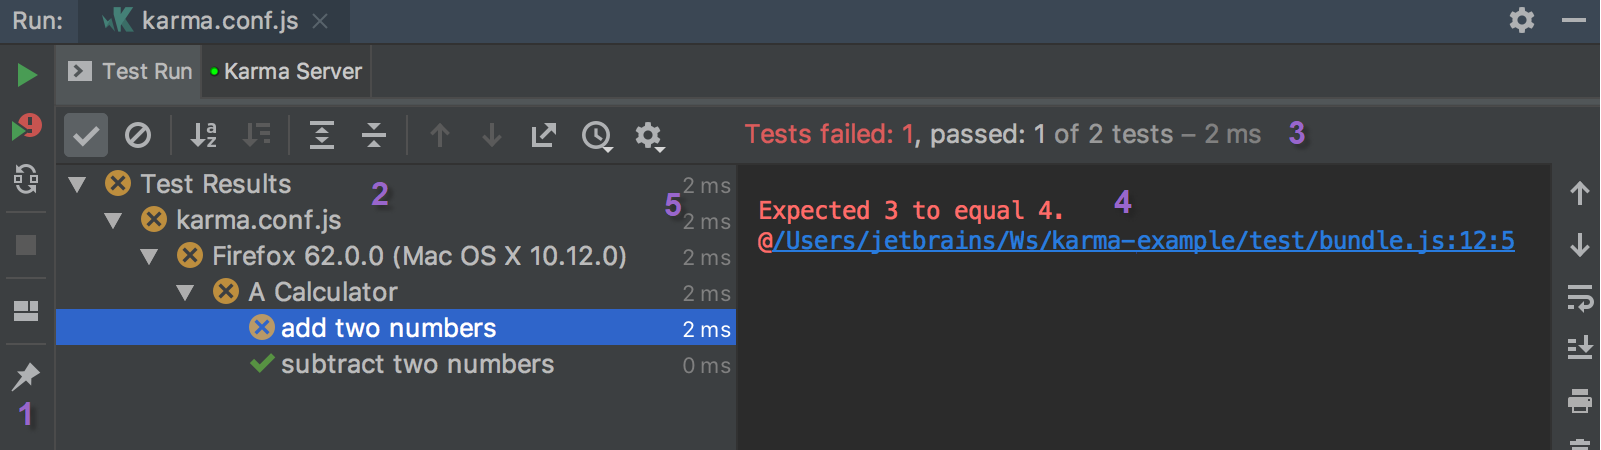 Run: karma.conf.js
Test Run Karma Server
Tests failed: 1, passed: 1 of 2 tests – 2 ms 3
Test Results 2 2 ms
karma.conf.js 5 2 ms
Firefox 62.0.0 (Mac OS X 10.12.0) 2 ms
A Calculator 2 ms
add two numbers 2 ms
subtract two numbers 0 ms
Expected 3 to equal 4. 4
@/Users/jetbrains/Ws/karma-example/test/bundle.js:12:5
1